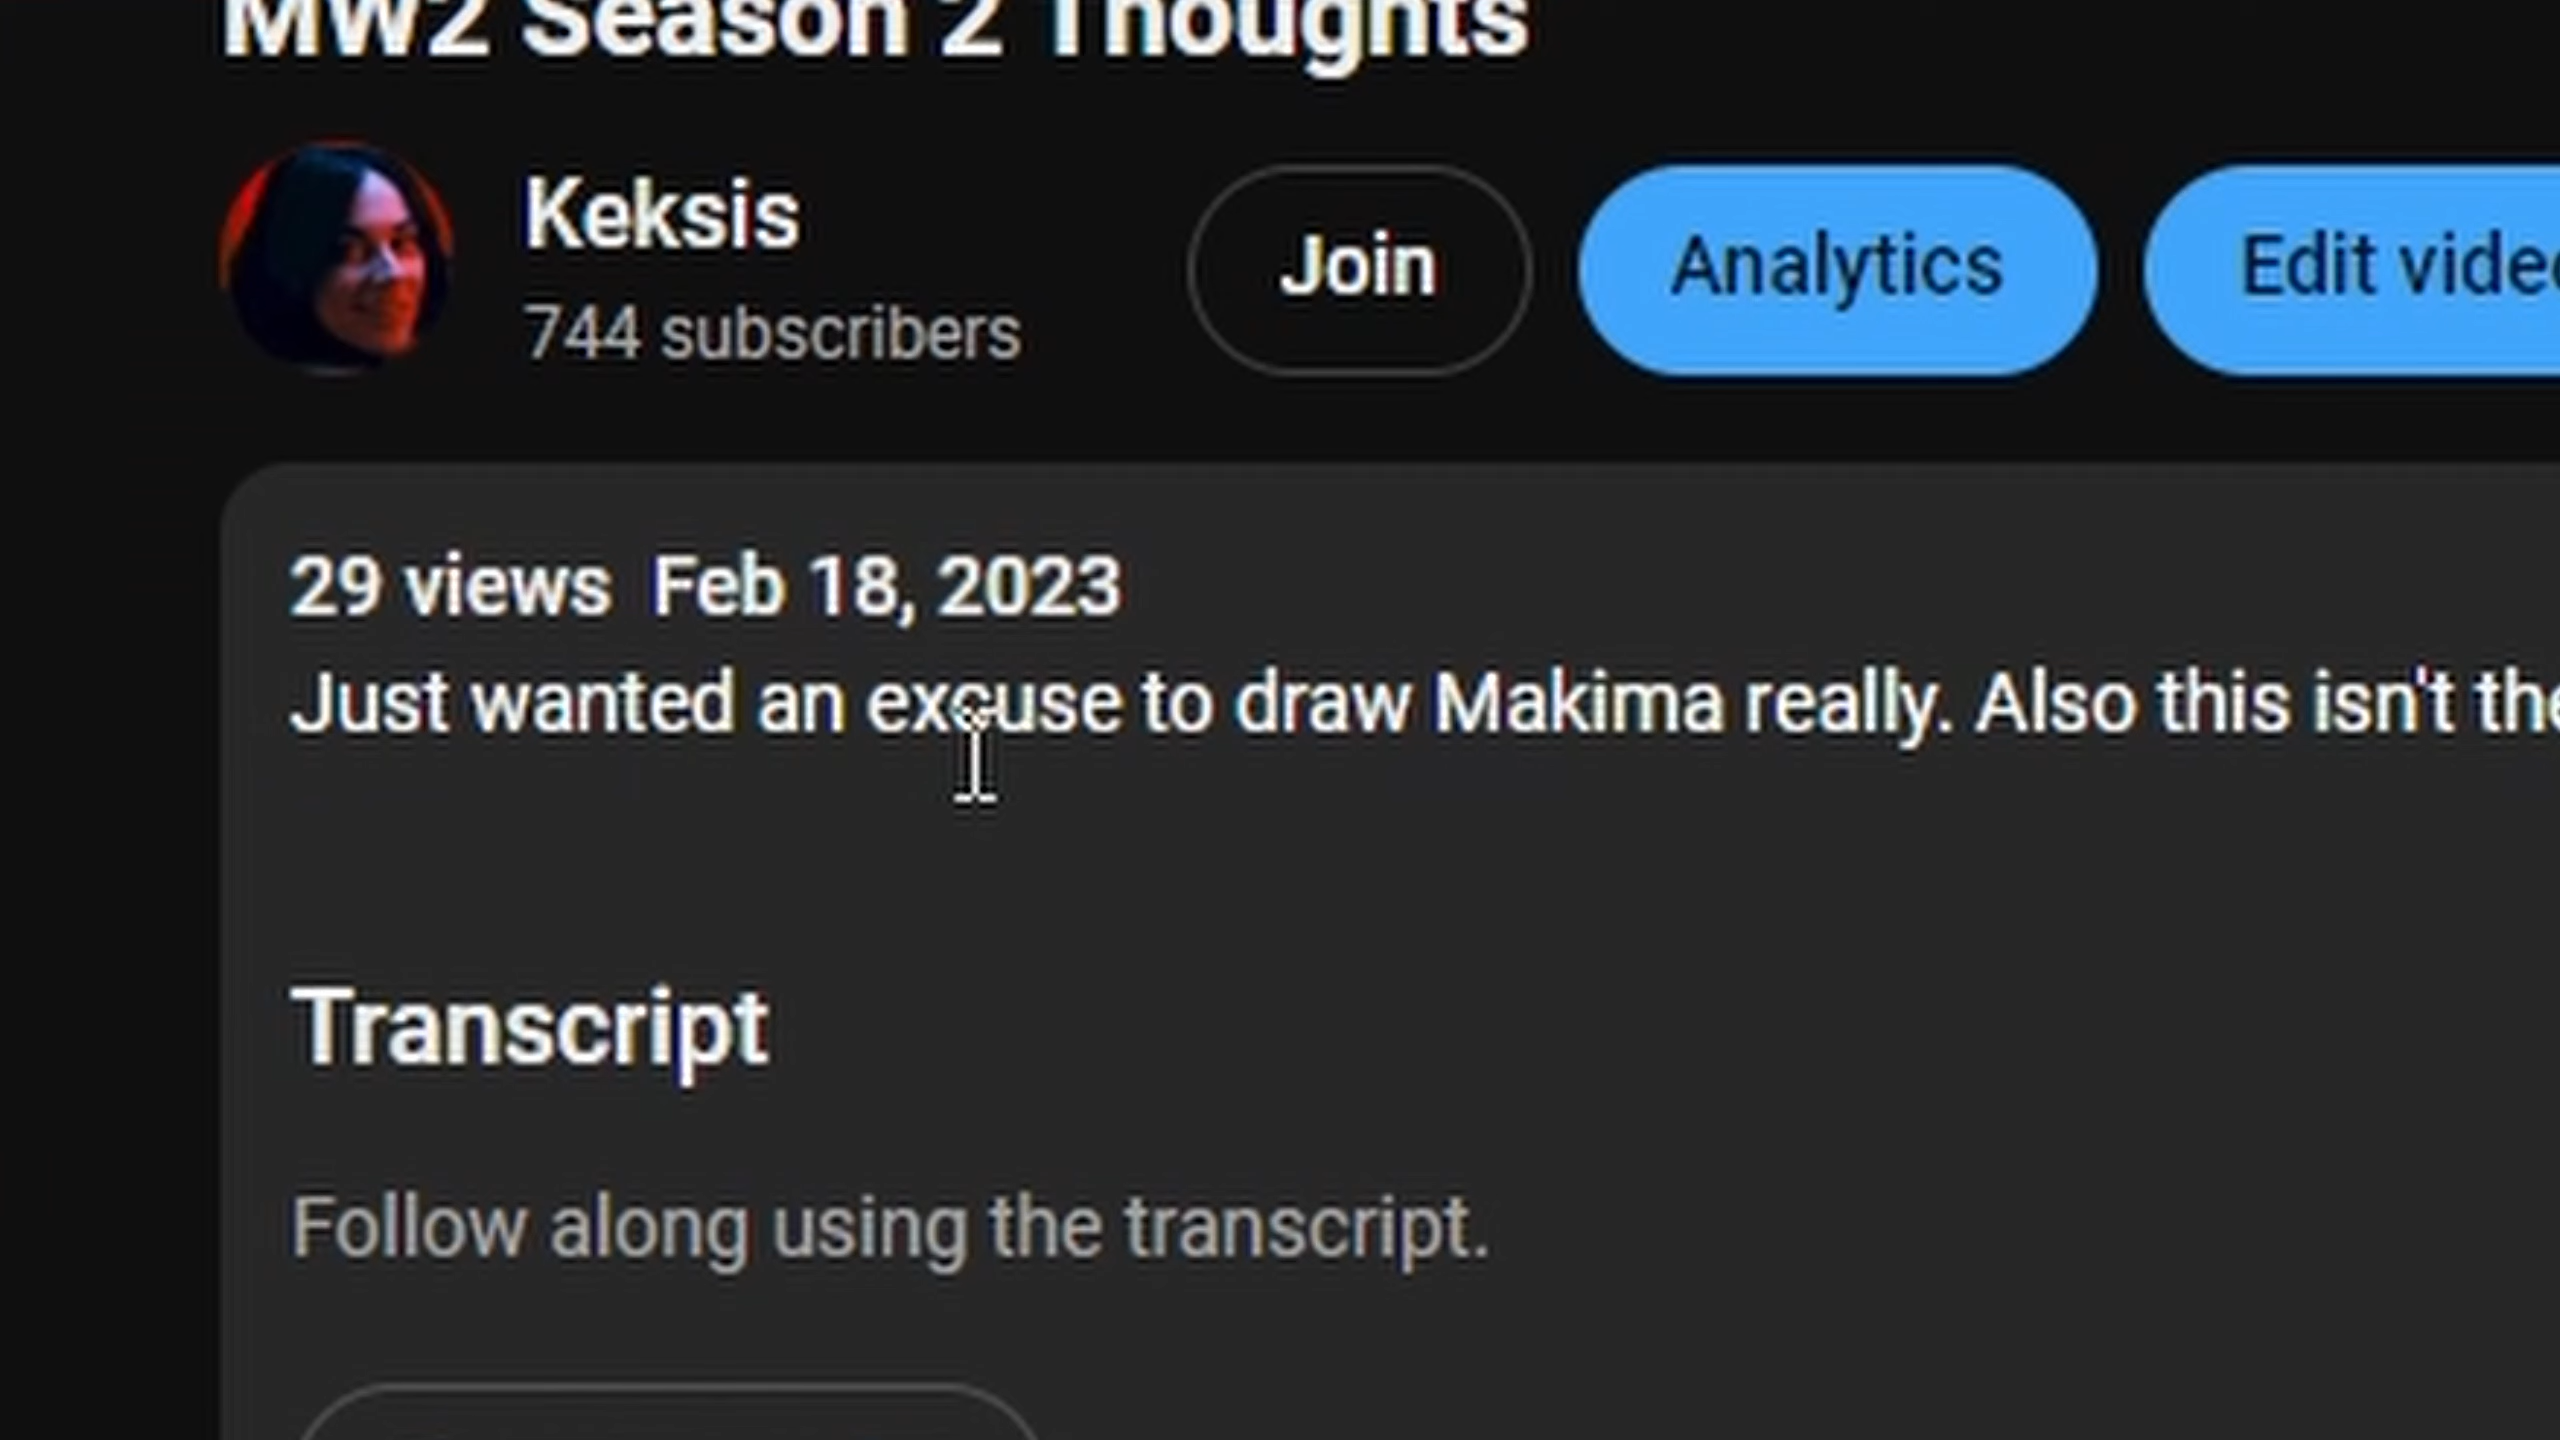 MW2 Season 2 Thoughts
Keksis
744 subscribers
Join
Analytics
Edit video
29 views Feb 18, 2023
Just wanted an excuse to draw Makima really. Also this isn't the
Transcript
Follow along using the transcript.